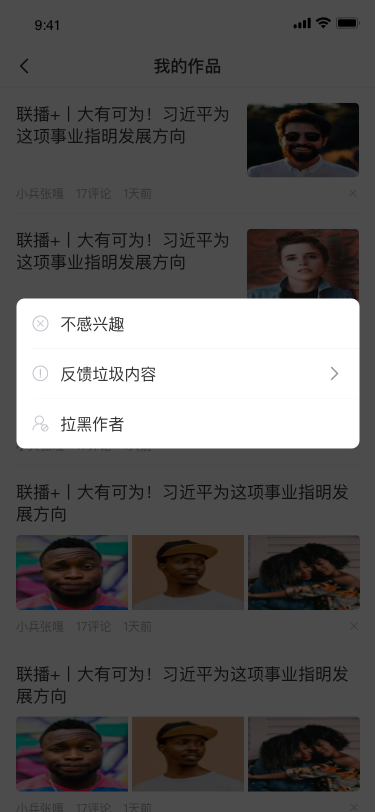 9:41
我的作品
联播+丨大有可为！习近平为
这项事业指明发展方向
小兵张嘎 17评论 1天前
联播+丨大有可为！习近平为
这项事业指明发展方向
不感兴趣
反馈垃圾内容
拉黑作者
联播+丨大有可为！习近平为这项事业指明发
展方向
小兵张嘎 17评论 1天前
联播+丨大有可为！习近平为这项事业指明发
展方向
小兵张嘎 17评论 1天前